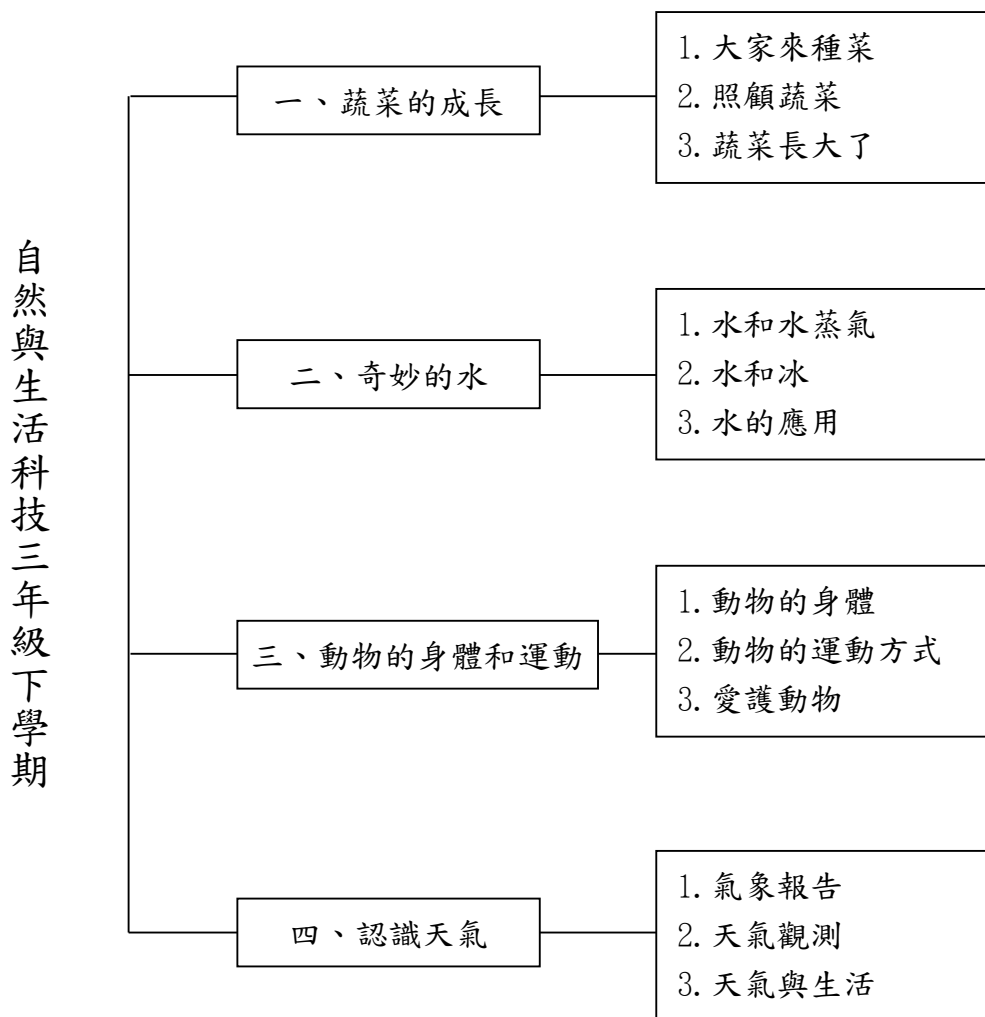 自然與生活科技三年級下學期
一、蔬菜的成長
1.大家來種菜
2.照顧蔬菜
3.蔬菜長大了
二、奇妙的水
1.水和水蒸氣
2.水和冰
3.水的應用
三、動物的身體和運動
1.動物的身體
2.動物的運動方式
3.愛護動物
四、認識天氣
1.氣象報告
2.天氣觀測
3.天氣與生活